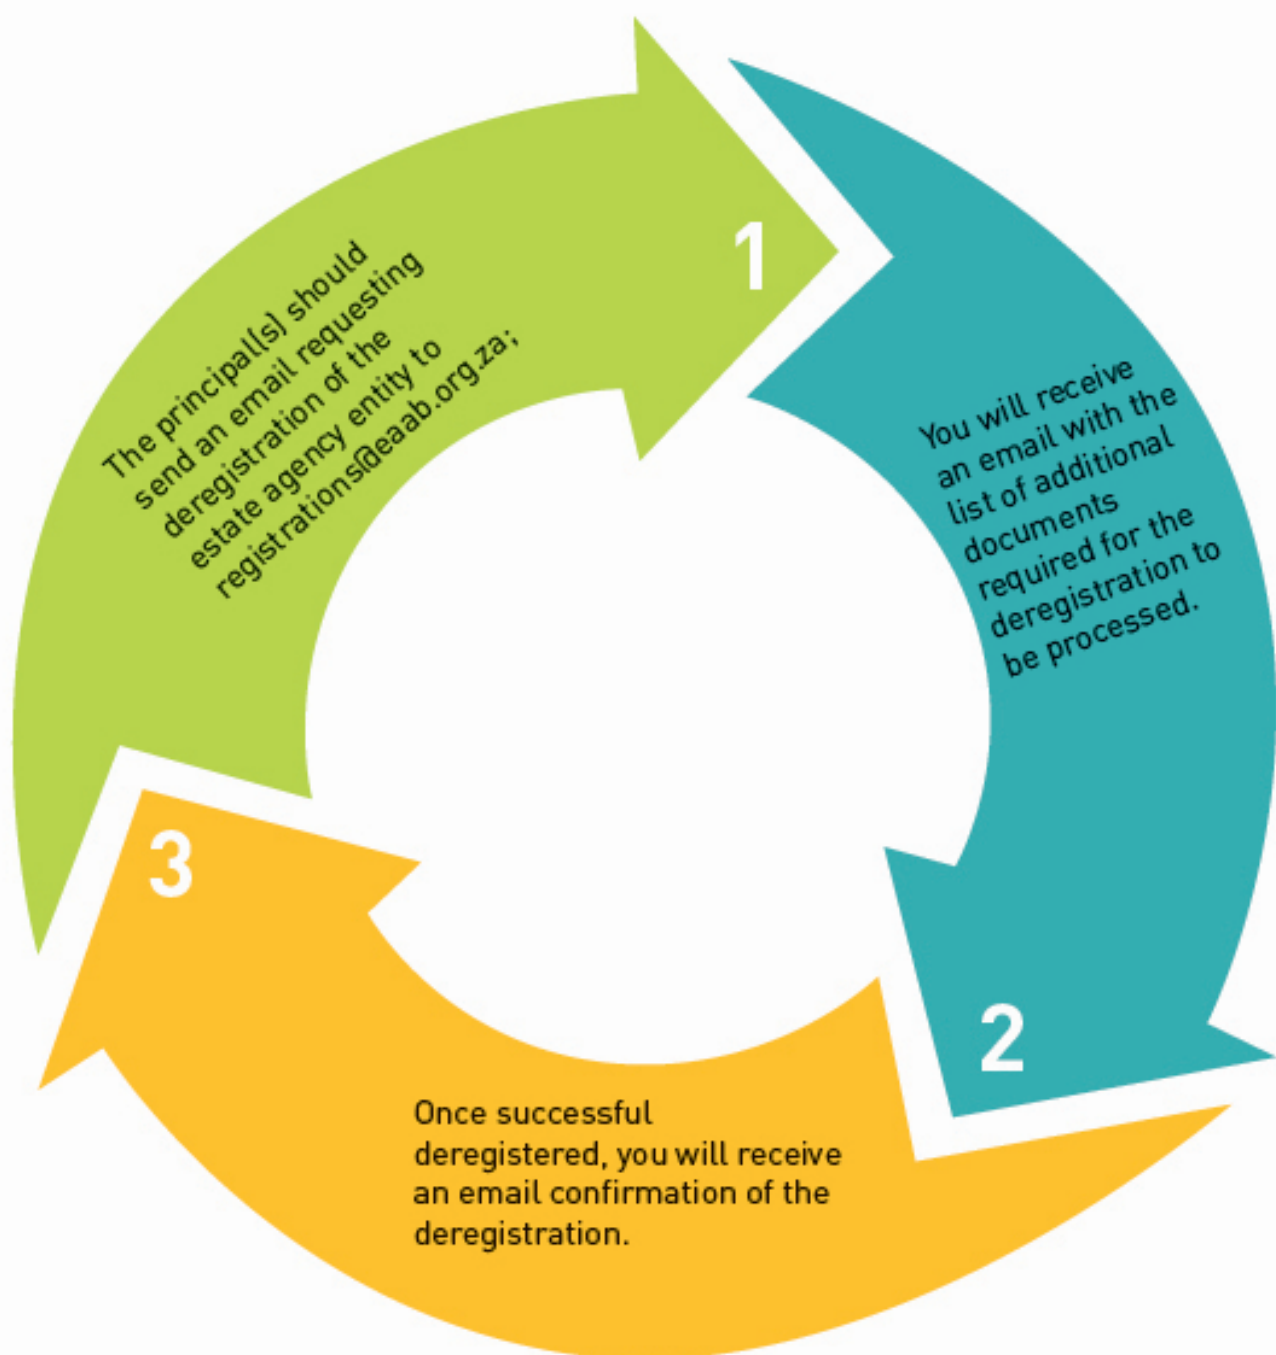 1
The principal(s) should
send an email requesting
deregistration of the
estate agency entity to
registrations@eaab.org.za;
2
You will receive
an email with the
list of additional
documents
required for the
deregistration to
be processed.
3
Once successful
deregistered, you will receive
an email confirmation of the
deregistration.